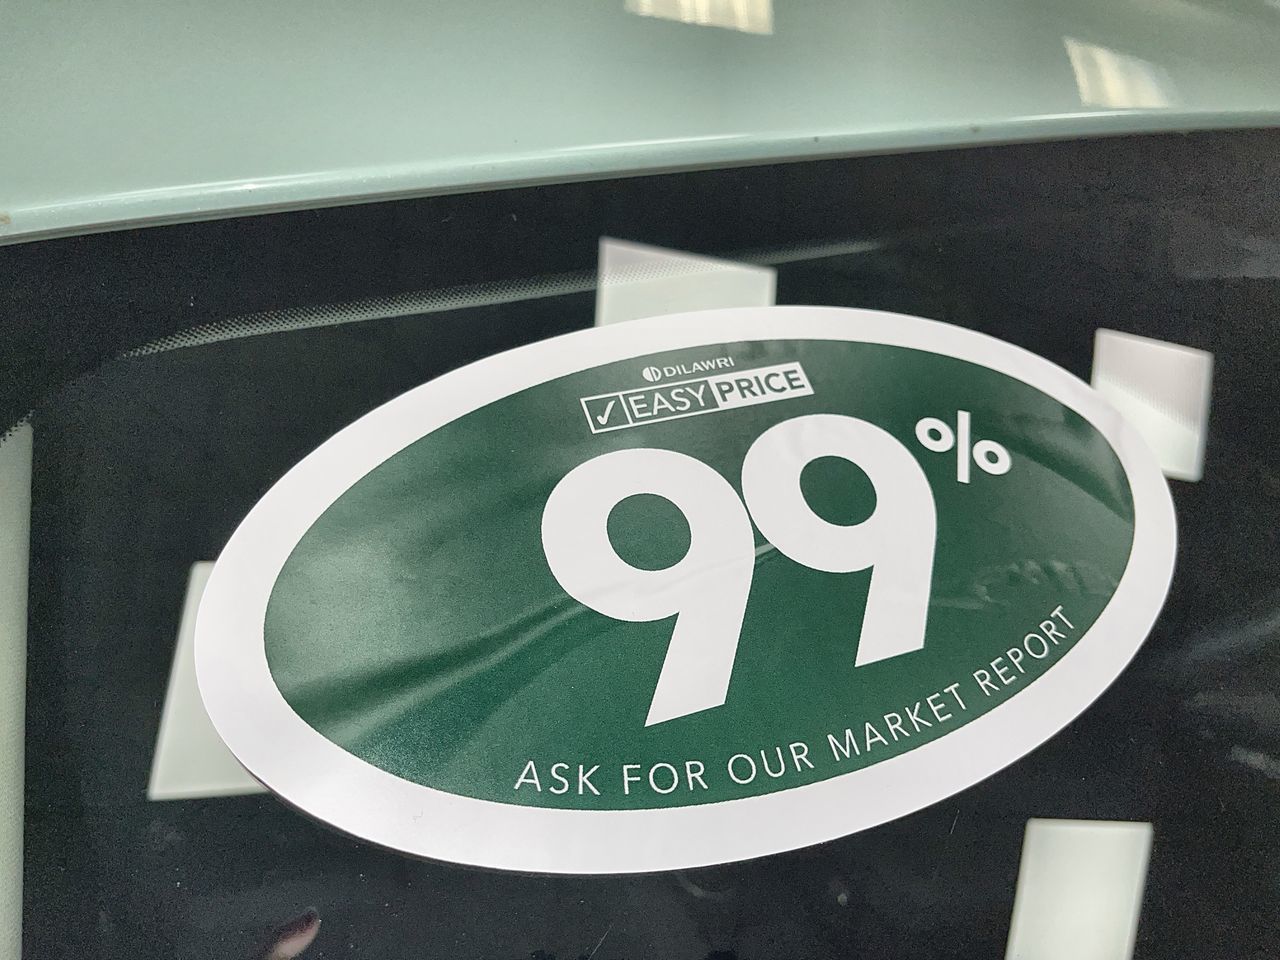 DILAWRI
✓ EASY PRICE
99%
ASK FOR OUR MARKET REPORT